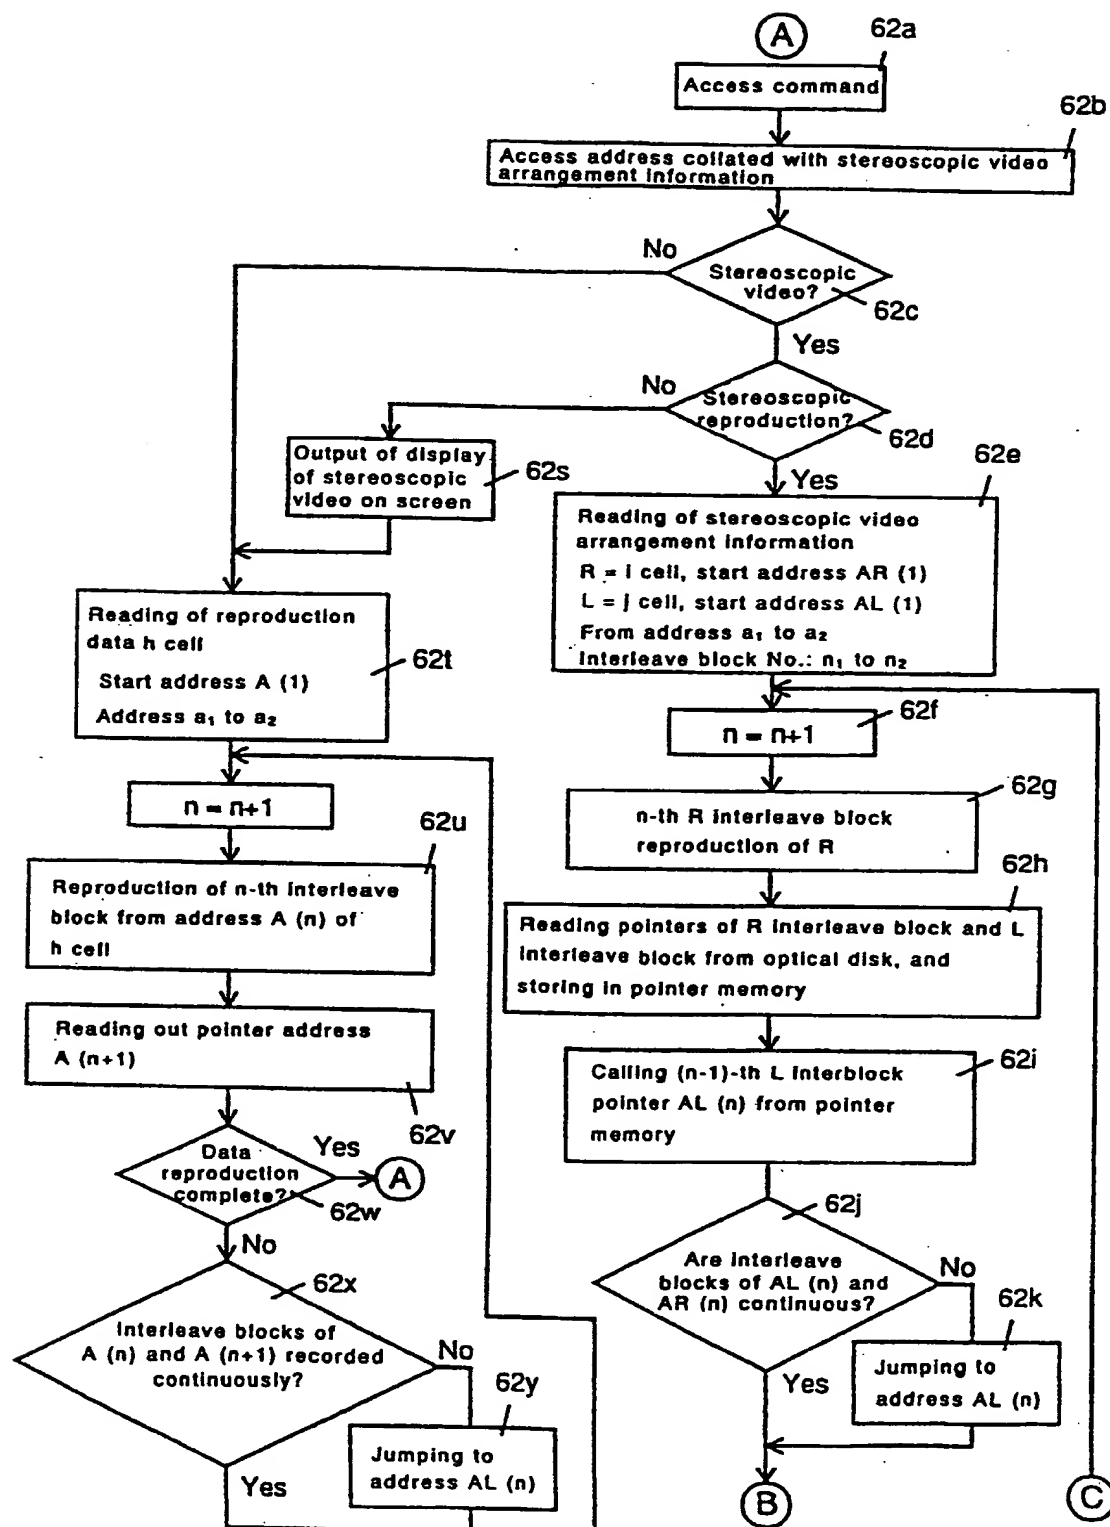 A
62a
Access command
62b
Access address collated with stereoscopic video
arrangement information
No
Stereoscopic
video?
62c
Yes
No
Stereoscopic
reproduction?
62d
Yes
Output of display
of stereoscopic
video on screen
62s
62e
Reading of stereoscopic video
arrangement information
R = i cell, start address AR (1)
L = j cell, start address AL (1)
From address a₁ to a₂
Interleave block No.: n₁ to n₂
Reading of reproduction
data h cell
Start address A (1)
Address a₁ to a₂
62t
62f
n = n+1
n = n+1
62g
n-th R interleave block
reproduction of R
62u
Reproduction of n-th interleave
block from address A (n) of
h cell
62h
Reading pointers of R interleave block and L
interleave block from optical disk, and
storing in pointer memory
Reading out pointer address
A (n+1)
62v
62i
Calling (n-1)-th L interblock
pointer AL (n) from pointer
memory
Data
reproduction
complete?
Yes
A
62w
No
62j
Are interleave
blocks of AL (n) and
AR (n) continuous?
No
62k
Jumping to
address AL (n)
Yes
62x
Interleave blocks of
A (n) and A (n+1) recorded
continuously?
No
62y
Jumping to
address AL (n)
Yes
B
C